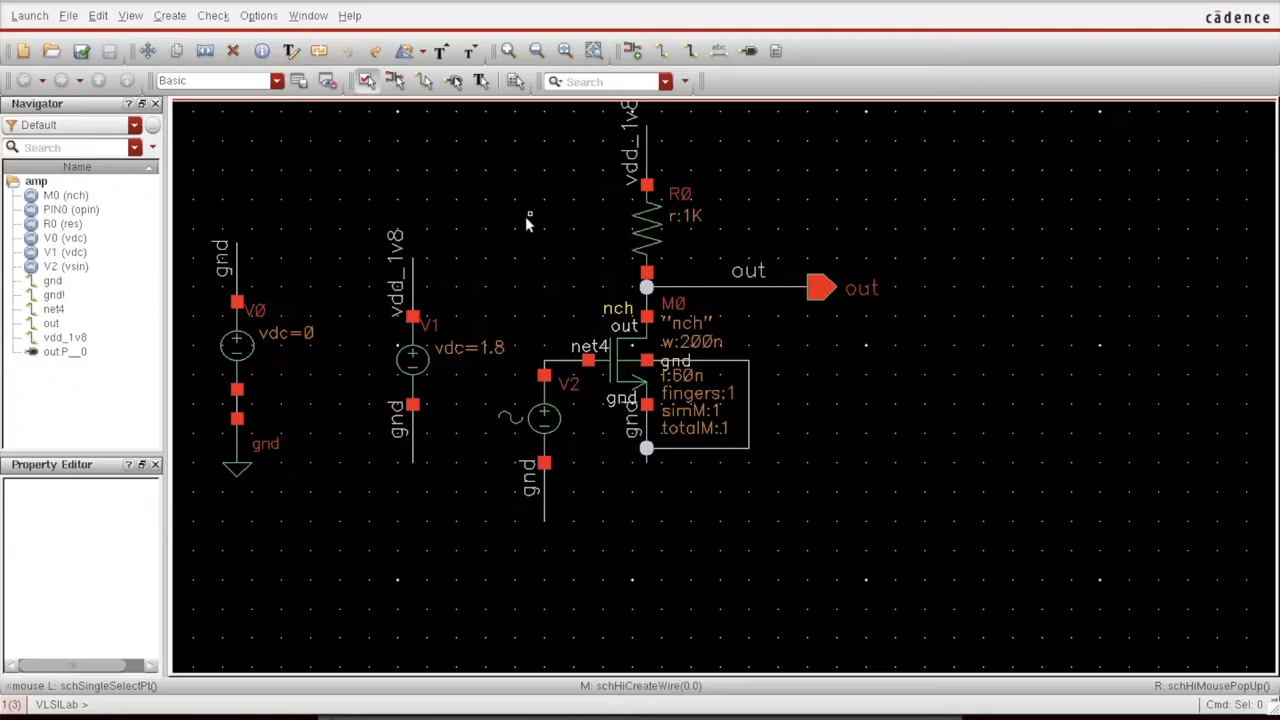 Launch File Edit View Create Check Options Window Help
cādence
Basic
Search
Navigator
Default
Search
Name
amp
M0 (nch)
PIN0 (opin)
R0 (res)
V0 (vdc)
V1 (vdc)
V2 (vsin)
gnd
gnd!
net4
out
vdd_1v8
out:P__0
Property Editor
gnd
V0
vdc=0
gnd
vdd_1v8
V1
vdc=1.8
gnd
vdd_1v8
R0
r:1K
out
out
nch
M0
"nch"
out
w:200n
net4
gnd
l:60n
V2
fingers:1
gnd
simM:1
gnd
totalM:1
gnd
mouse L: schSingleSelectPt()
M: schHiCreateWire(0.0)
R: schHiMousePopUp()
1(3)
VLSILab >
Cmd: Sel: 0